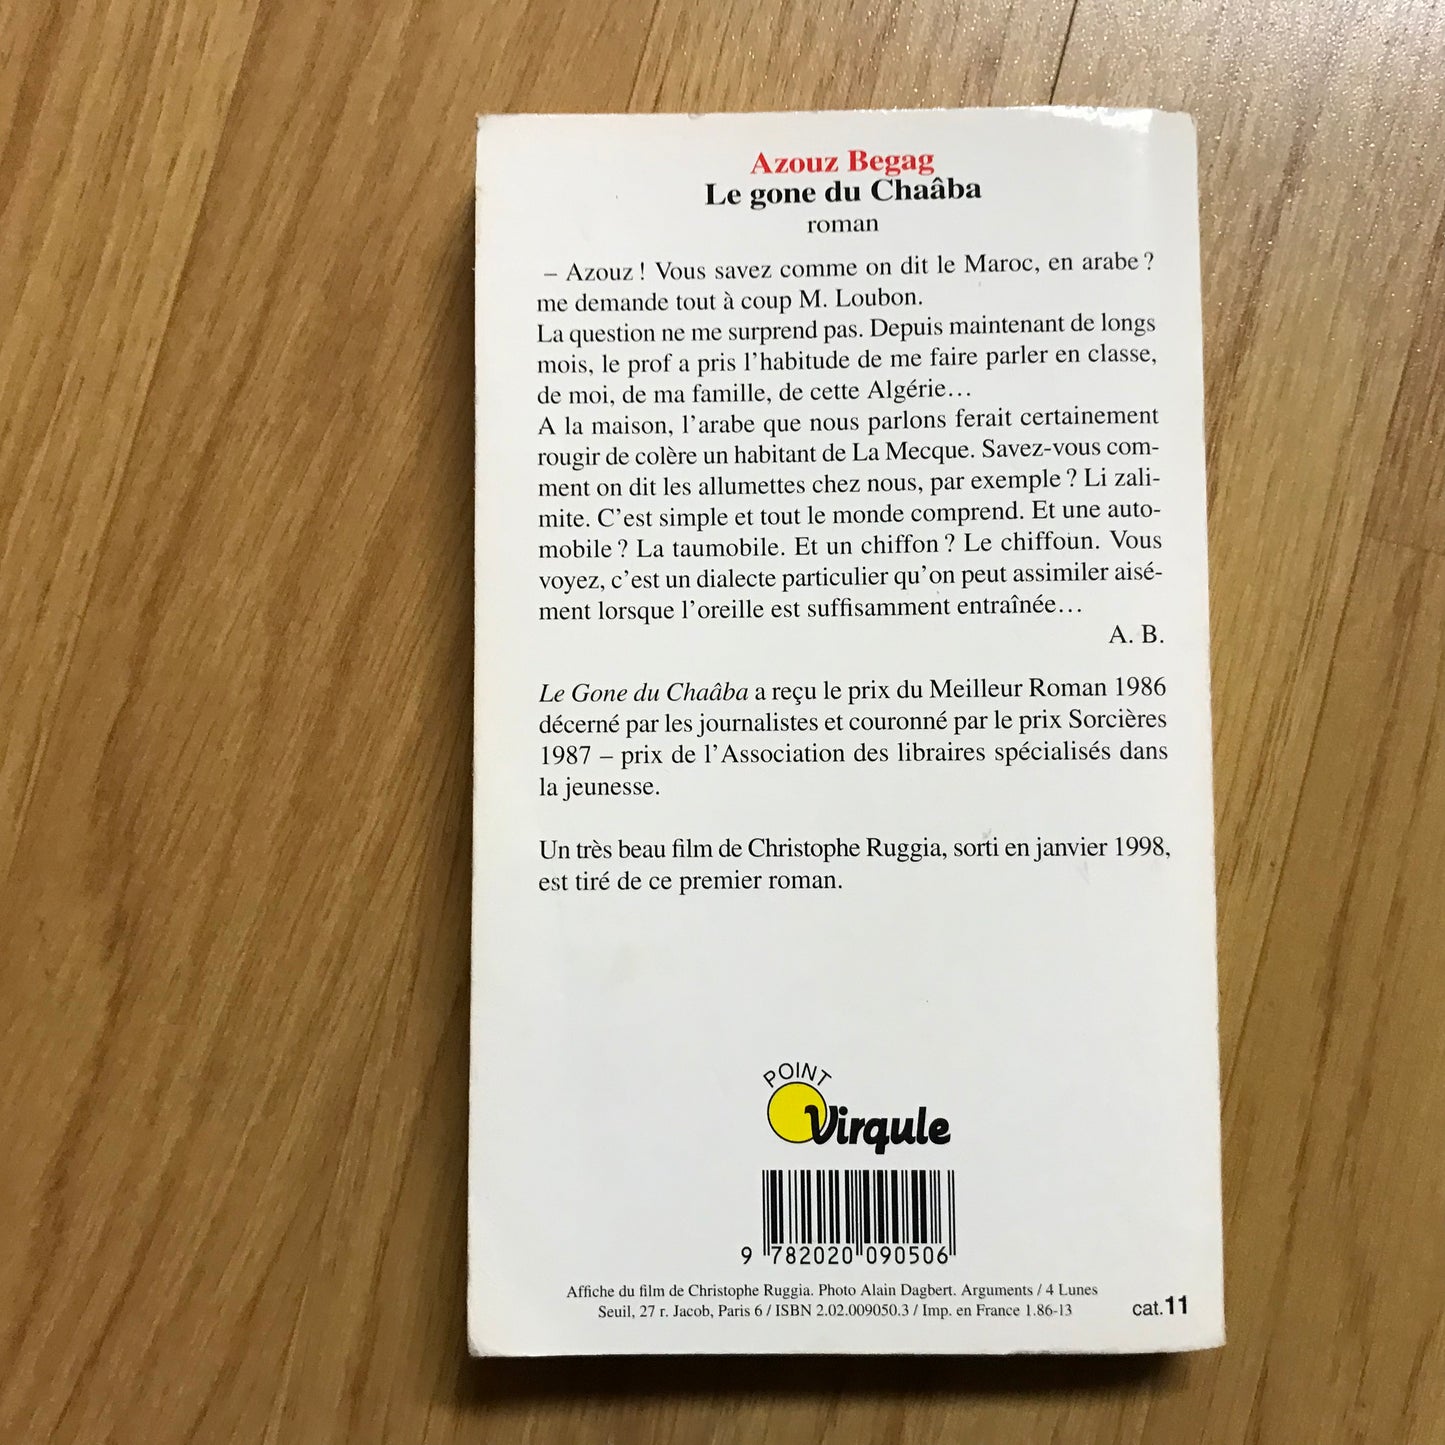 Azouz Begag
Le gone du Chaâba
roman
– Azouz ! Vous savez comme on dit le Maroc, en arabe ?
me demande tout à coup M. Loubon.
La question ne me surprend pas. Depuis maintenant de longs
mois, le prof a pris l'habitude de me faire parler en classe,
de moi, de ma famille, de cette Algérie…
A la maison, l'arabe que nous parlons ferait certainement
rougir de colère un habitant de La Mecque. Savez-vous com-
ment on dit les allumettes chez nous, par exemple ? Li zali-
mite. C'est simple et tout le monde comprend. Et une auto-
mobile ? La taumobile. Et un chiffon ? Le chiffoun. Vous
voyez, c'est un dialecte particulier qu'on peut assimiler aisé-
ment lorsque l'oreille est suffisamment entraînée…
A. B.
Le Gone du Chaâba a reçu le prix du Meilleur Roman 1986
décerné par les journalistes et couronné par le prix Sorcières
1987 – prix de l'Association des libraires spécialisés dans
la jeunesse.
Un très beau film de Christophe Ruggia, sorti en janvier 1998,
est tiré de ce premier roman.
POINT
Virgule
9 782020 090506
Affiche du film de Christophe Ruggia. Photo Alain Dagbert. Arguments / 4 Lunes
Seuil, 27 r. Jacob, Paris 6 / ISBN 2.02.009050.3 / Imp. en France 1.86-13
cat.11